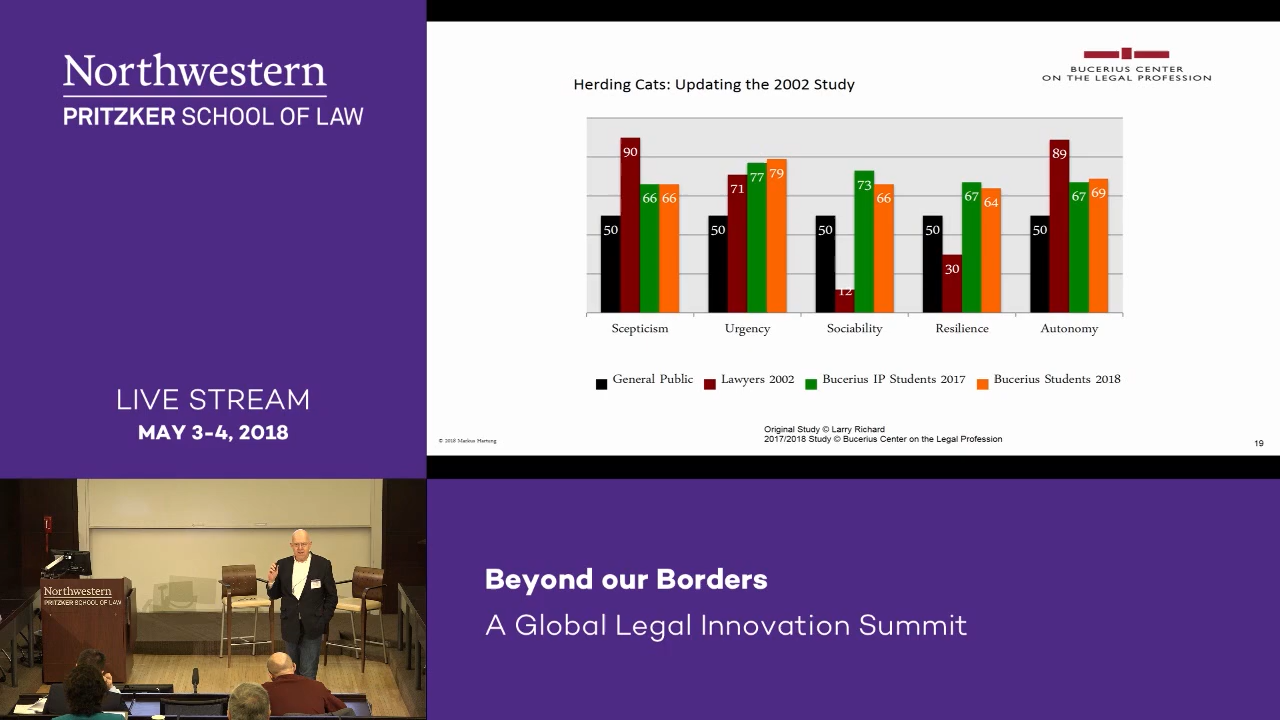 Northwestern
PRITZKER SCHOOL OF LAW
LIVE STREAM
MAY 3-4, 2018
BUCERIUS CENTER
ON THE LEGAL PROFESSION
Herding Cats: Updating the 2002 Study
50 90 66 66
50 71 77 79
50 12 73 66
50 30 67 64
50 89 67 69
Scepticism Urgency Sociability Resilience Autonomy
General Public Lawyers 2002 Bucerius IP Students 2017 Bucerius Students 2018
Original Study © Larry Richard
2017/2018 Study © Bucerius Center on the Legal Profession
© 2018 Markus Hartung
19
Northwestern
PRITZKER SCHOOL OF LAW
Beyond our Borders
A Global Legal Innovation Summit